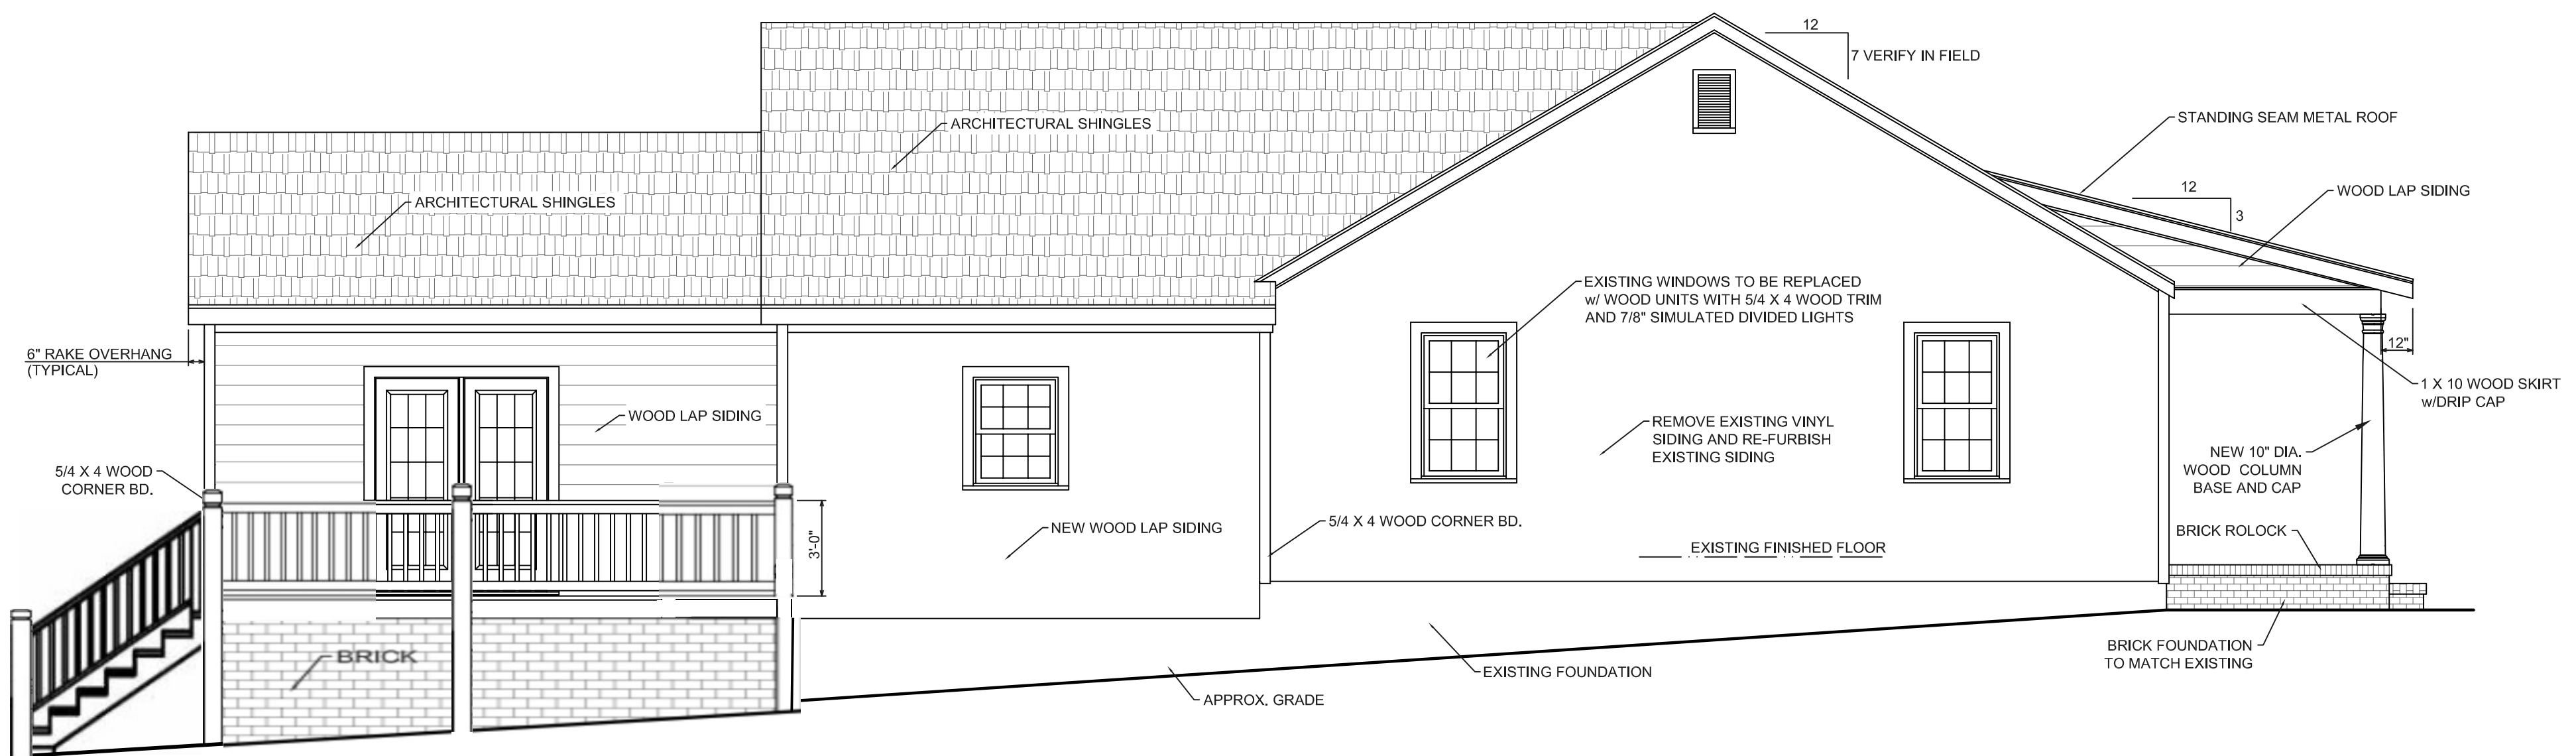 12
7 VERIFY IN FIELD
ARCHITECTURAL SHINGLES
STANDING SEAM METAL ROOF
12
3
WOOD LAP SIDING
ARCHITECTURAL SHINGLES
EXISTING WINDOWS TO BE REPLACED
w/ WOOD UNITS WITH 5/4 X 4 WOOD TRIM
AND 7/8" SIMULATED DIVIDED LIGHTS
6" RAKE OVERHANG
(TYPICAL)
12"
1 X 10 WOOD SKIRT
w/DRIP CAP
WOOD LAP SIDING
REMOVE EXISTING VINYL
SIDING AND RE-FURBISH
EXISTING SIDING
NEW 10" DIA.
WOOD COLUMN
BASE AND CAP
5/4 X 4 WOOD
CORNER BD.
3'-0"
NEW WOOD LAP SIDING
5/4 X 4 WOOD CORNER BD.
BRICK ROLOCK
EXISTING FINISHED FLOOR
BRICK
EXISTING FOUNDATION
BRICK FOUNDATION
TO MATCH EXISTING
APPROX. GRADE